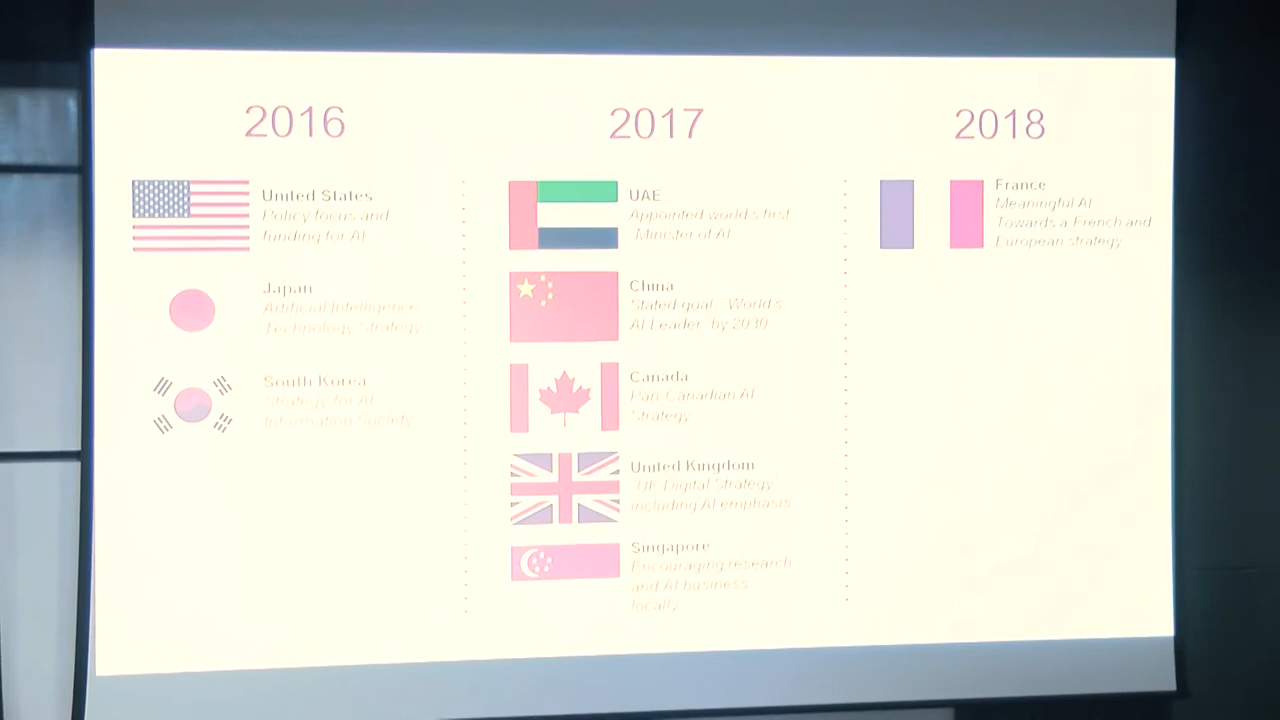 2016
United States
Policy focus and
funding for AI
Japan
Artificial Intelligence
Technology Strategy
South Korea
Strategy for AI
Information Society
2017
UAE
Appointed world's first
Minister of AI
China
Stated goal World's
AI Leader by 2030
Canada
Pan-Canadian AI
Strategy
United Kingdom
Digital Strategy
including AI emphasis
Singapore
Encouraging research
and AI business
locally
2018
France
Meaningful AI
Towards a French and
European strategy